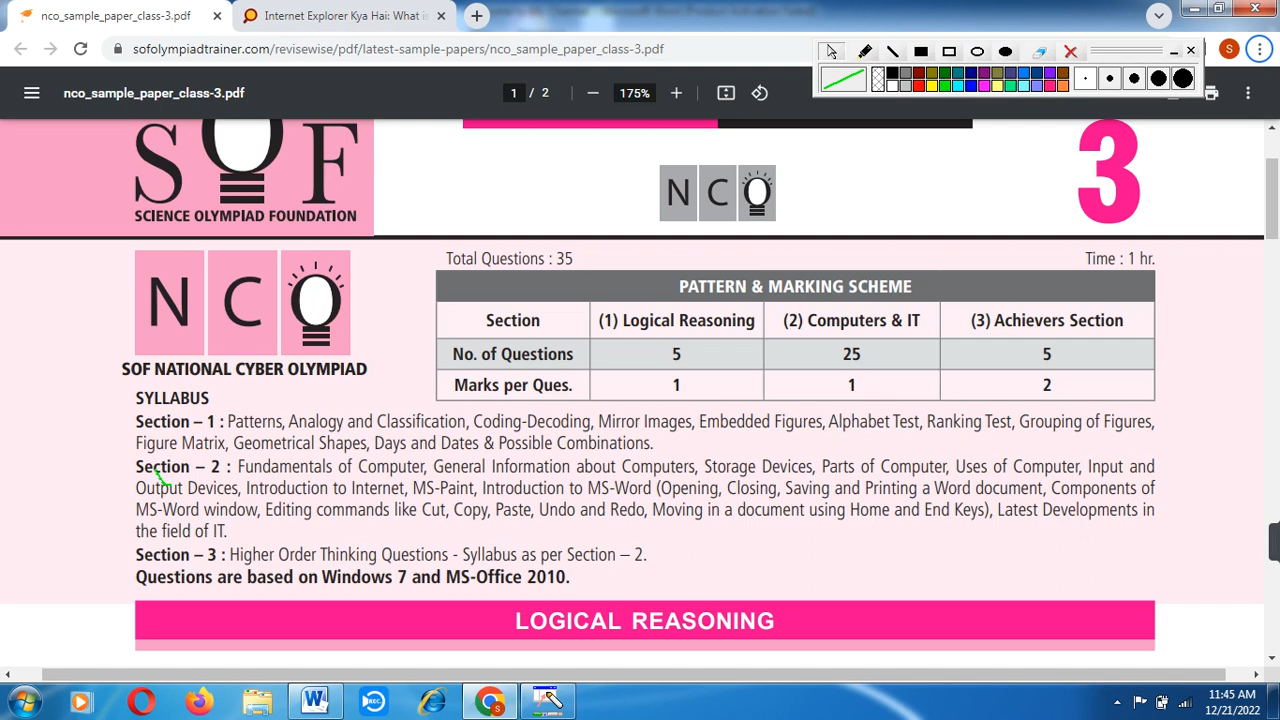 nco_sample_paper_class-3.pdf
Internet Explorer Kya Hai: What is
sofolympiadtrainer.com/revisewise/pdf/latest-sample-papers/nco_sample_paper_class-3.pdf
S
nco_sample_paper_class-3.pdf
1 / 2
175%
SOF
SCIENCE OLYMPIAD FOUNDATION
NCO
3
NCO
SOF NATIONAL CYBER OLYMPIAD
Total Questions : 35
Time : 1 hr.
PATTERN & MARKING SCHEME
Section (1) Logical Reasoning (2) Computers & IT (3) Achievers Section
No. of Questions 5 25 5
Marks per Ques. 1 1 2
SYLLABUS
Section – 1 : Patterns, Analogy and Classification, Coding-Decoding, Mirror Images, Embedded Figures, Alphabet Test, Ranking Test, Grouping of Figures,
Figure Matrix, Geometrical Shapes, Days and Dates & Possible Combinations.
Section – 2 : Fundamentals of Computer, General Information about Computers, Storage Devices, Parts of Computer, Uses of Computer, Input and
Output Devices, Introduction to Internet, MS-Paint, Introduction to MS-Word (Opening, Closing, Saving and Printing a Word document, Components of
MS-Word window, Editing commands like Cut, Copy, Paste, Undo and Redo, Moving in a document using Home and End Keys), Latest Developments in
the field of IT.
Section – 3 : Higher Order Thinking Questions - Syllabus as per Section – 2.
Questions are based on Windows 7 and MS-Office 2010.
LOGICAL REASONING
11:45 AM
12/21/2022